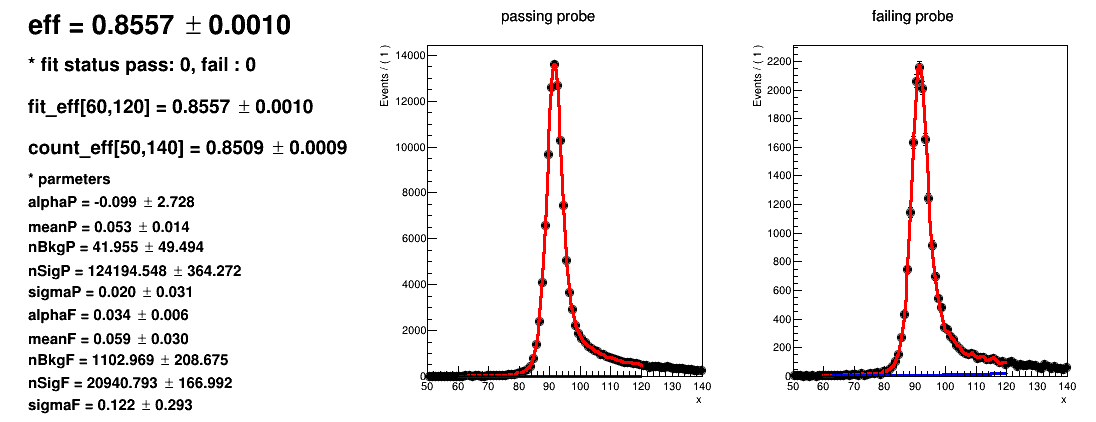 eff = 0.8557 ± 0.0010
* fit status pass: 0, fail : 0
fit_eff[60,120] = 0.8557 ± 0.0010
count_eff[50,140] = 0.8509 ± 0.0009
* parmeters
alphaP = -0.099 ± 2.728
meanP = 0.053 ± 0.014
nBkgP = 41.955 ± 49.494
nSigP = 124194.548 ± 364.272
sigmaP = 0.020 ± 0.031
alphaF = 0.034 ± 0.006
meanF = 0.059 ± 0.030
nBkgF = 1102.969 ± 208.675
nSigF = 20940.793 ± 166.992
sigmaF = 0.122 ± 0.293
passing probe
Events / ( 1 )
14000
12000
10000
8000
6000
4000
2000
0
50 60 70 80 90 100 110 120 130 140
x
failing probe
Events / ( 1 )
2200
2000
1800
1600
1400
1200
1000
800
600
400
200
0
50 60 70 80 90 100 110 120 130 140
x